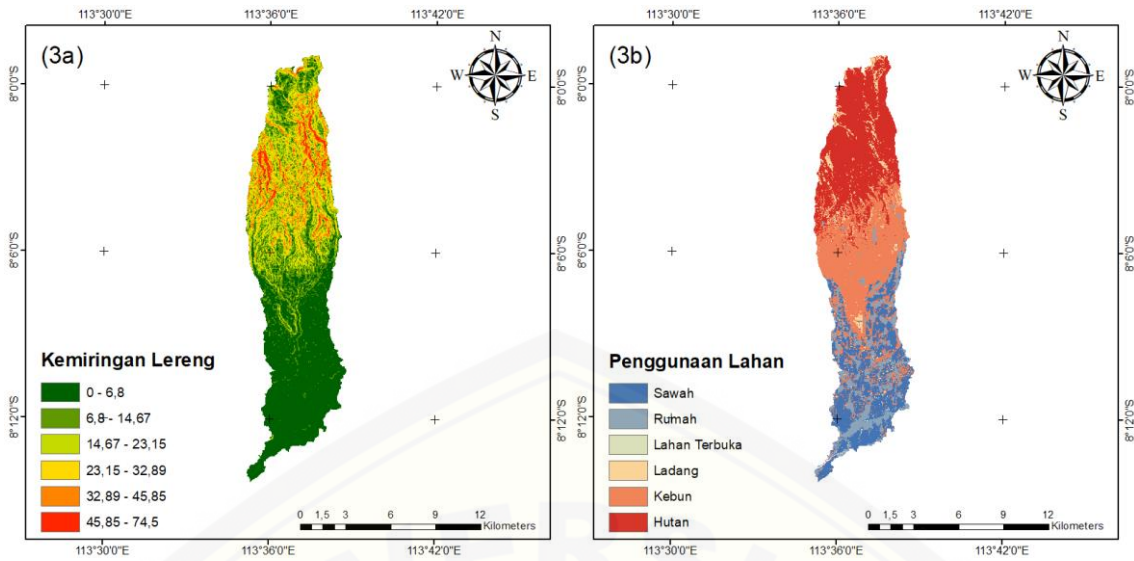 113°30'0"E 113°36'0"E 113°42'0"E
(3a)
N
W E
S
8°0'0"S
8°0'0"S
8°6'0"S
8°6'0"S
8°12'0"S
8°12'0"S
Kemiringan Lereng
0 - 6,8
6,8 - 14,67
14,67 - 23,15
23,15 - 32,89
32,89 - 45,85
45,85 - 74,5
0 1,5 3 6 9 12
Kilometers
113°30'0"E 113°36'0"E 113°42'0"E
113°30'0"E 113°36'0"E 113°42'0"E
(3b)
N
W E
S
8°0'0"S
8°0'0"S
8°6'0"S
8°6'0"S
8°12'0"S
8°12'0"S
Penggunaan Lahan
Sawah
Rumah
Lahan Terbuka
Ladang
Kebun
Hutan
0 1,5 3 6 9 12
Kilometers
113°30'0"E 113°36'0"E 113°42'0"E